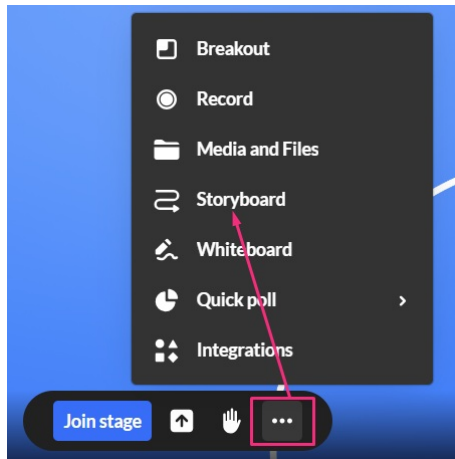 Breakout
Record
Media and Files
Storyboard
Whiteboard
Quick poll
Integrations
Join stage